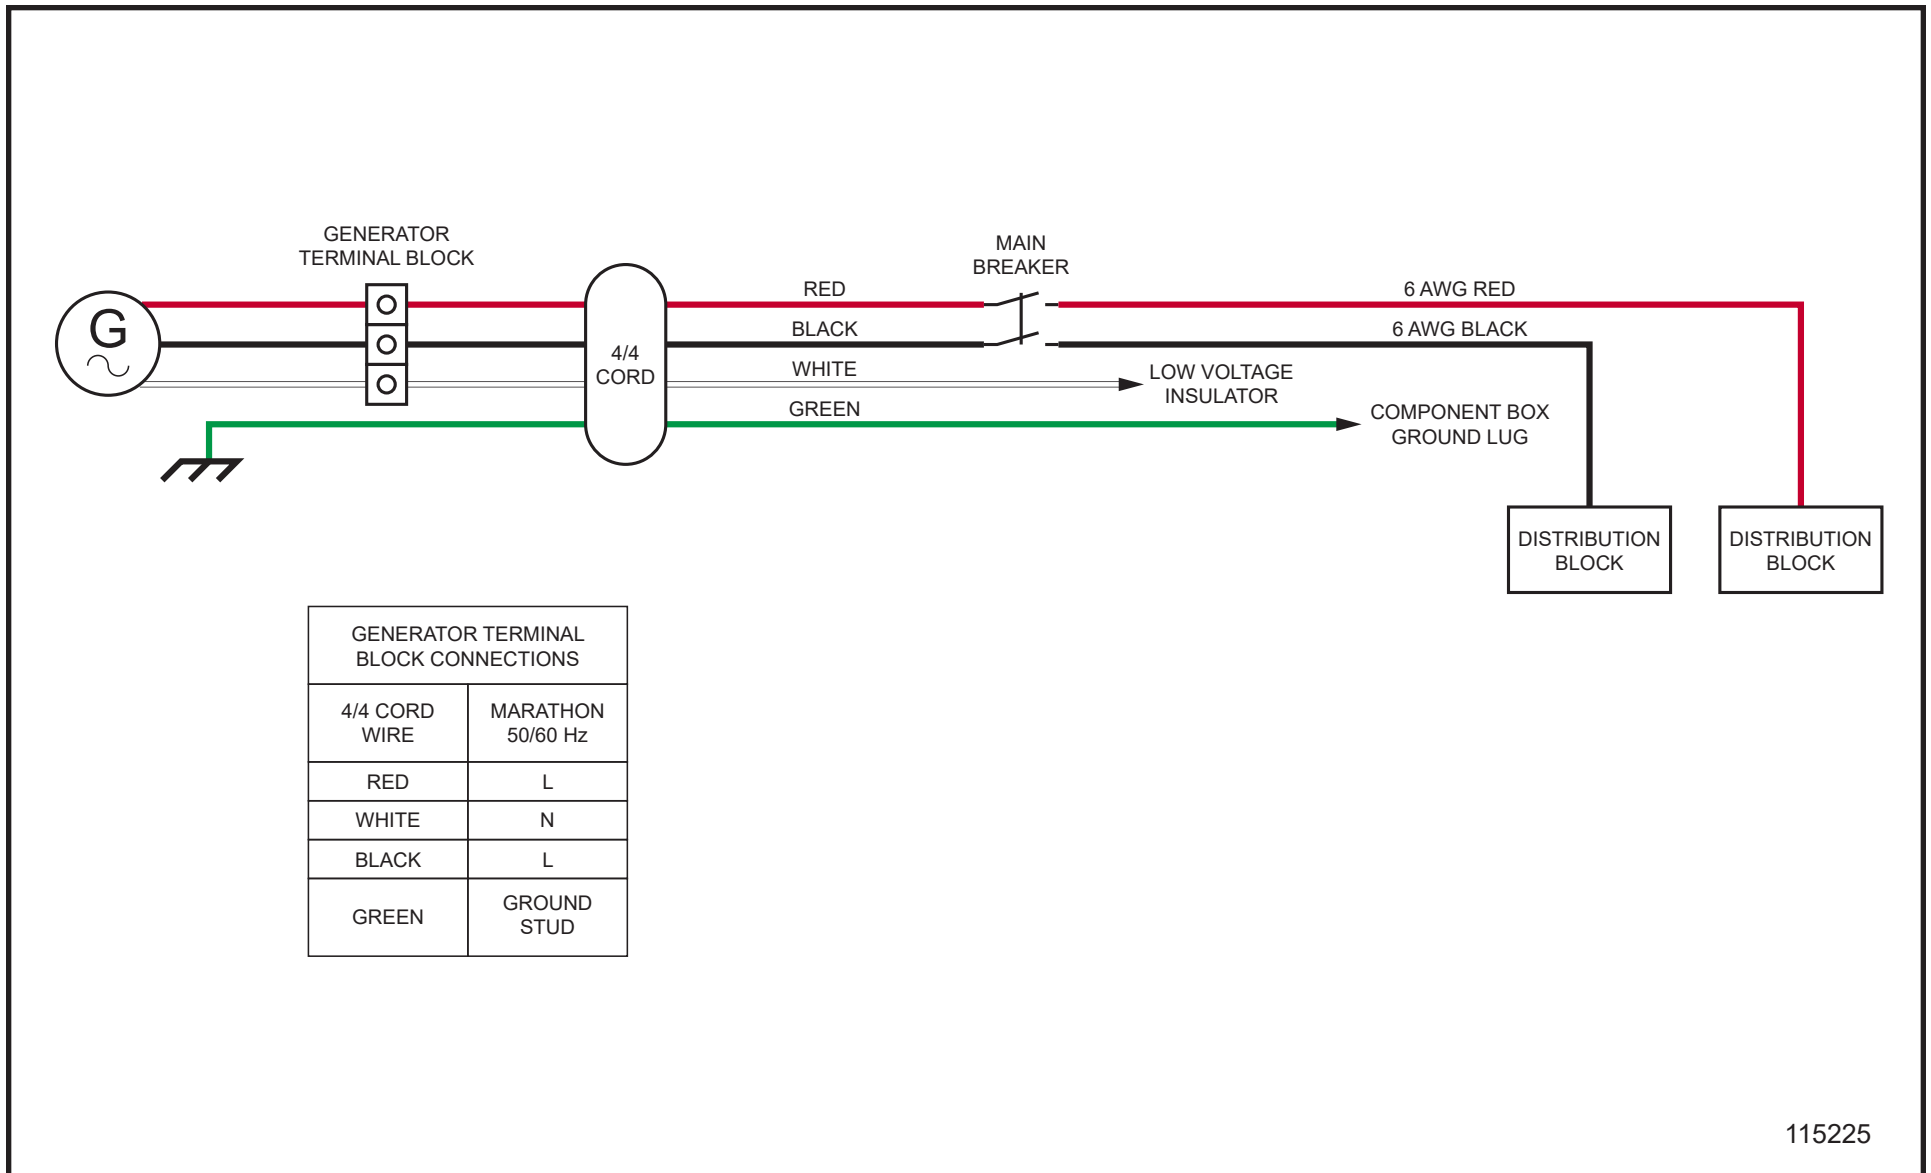 GENERATOR
TERMINAL BLOCK
G
4/4
CORD
MAIN
BREAKER
RED
BLACK
WHITE
GREEN
6 AWG RED
6 AWG BLACK
LOW VOLTAGE
INSULATOR
COMPONENT BOX
GROUND LUG
DISTRIBUTION
BLOCK
DISTRIBUTION
BLOCK
GENERATOR TERMINAL
BLOCK CONNECTIONS
4/4 CORD
WIRE
MARATHON
50/60 Hz
RED
L
WHITE
N
BLACK
L
GREEN
GROUND
STUD
115225